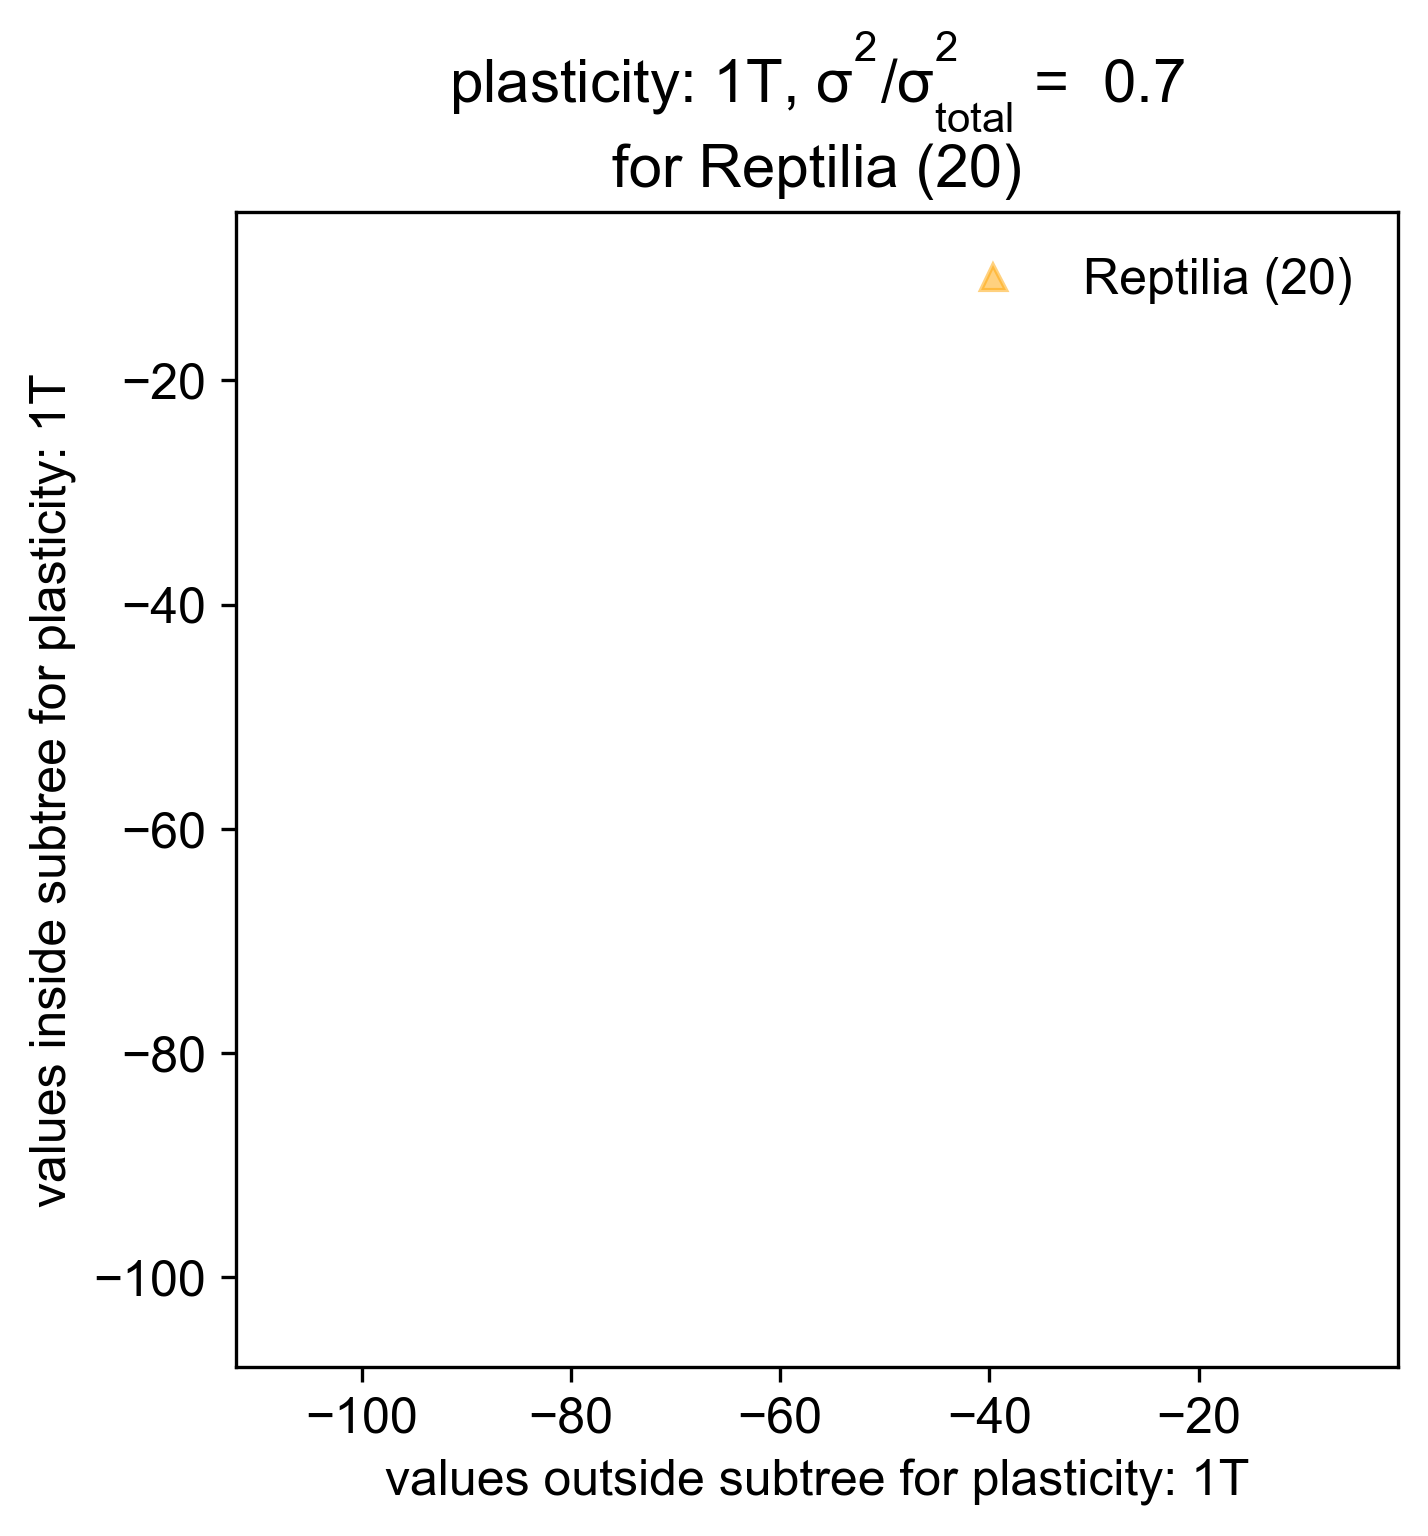 plasticity: 1T, σ²/σ²total = 0.7
for Reptilia (20)
Reptilia (20)
values inside subtree for plasticity: 1T
−20
−40
−60
−80
−100
−100 −80 −60 −40 −20
values outside subtree for plasticity: 1T